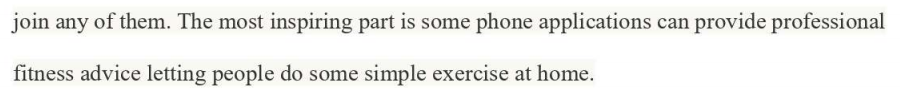 join any of them. The most inspiring part is some phone applications can provide professional
fitness advice letting people do some simple exercise at home.